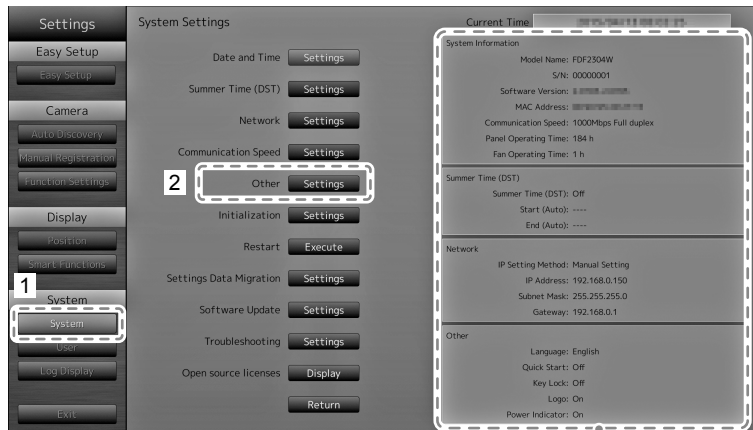 Settings
Easy Setup
Easy Setup
Camera
Auto Discovery
Manual Registration
Function Settings
Display
Position
Smart Functions
1
System
System
User
Log Display
Exit
System Settings
Date and Time Settings
Summer Time (DST) Settings
Network Settings
Communication Speed Settings
2 Other Settings
Initialization Settings
Restart Execute
Settings Data Migration Settings
Software Update Settings
Troubleshooting Settings
Open source licenses Display
Return
Current Time
System Information
Model Name: FDF2304W
S/N: 00000001
Software Version:
MAC Address:
Communication Speed: 1000Mbps Full duplex
Panel Operating Time: 184 h
Fan Operating Time: 1 h
Summer Time (DST)
Summer Time (DST): Off
Start (Auto): ----
End (Auto): ----
Network
IP Setting Method: Manual Setting
IP Address: 192.168.0.150
Subnet Mask: 255.255.255.0
Gateway: 192.168.0.1
Other
Language: English
Quick Start: Off
Key Lock: Off
Logo: On
Power Indicator: On